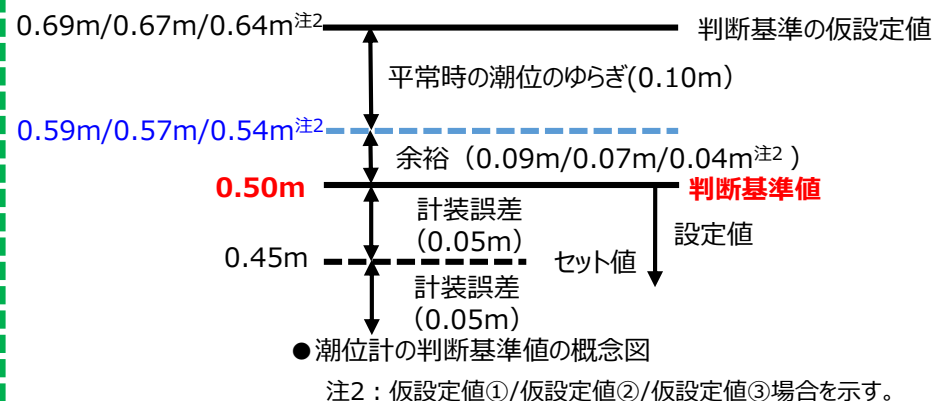 0.69m/0.67m/0.64m注2 判断基準の仮設定値
平常時の潮位のゆらぎ(0.10m)
0.59m/0.57m/0.54m注2
余裕（0.09m/0.07m/0.04m注2）
0.50m 判断基準値
計装誤差
（0.05m）
設定値
0.45m セット値
計装誤差
（0.05m）
●潮位計の判断基準値の概念図
注2：仮設定値①/仮設定値②/仮設定値③場合を示す。